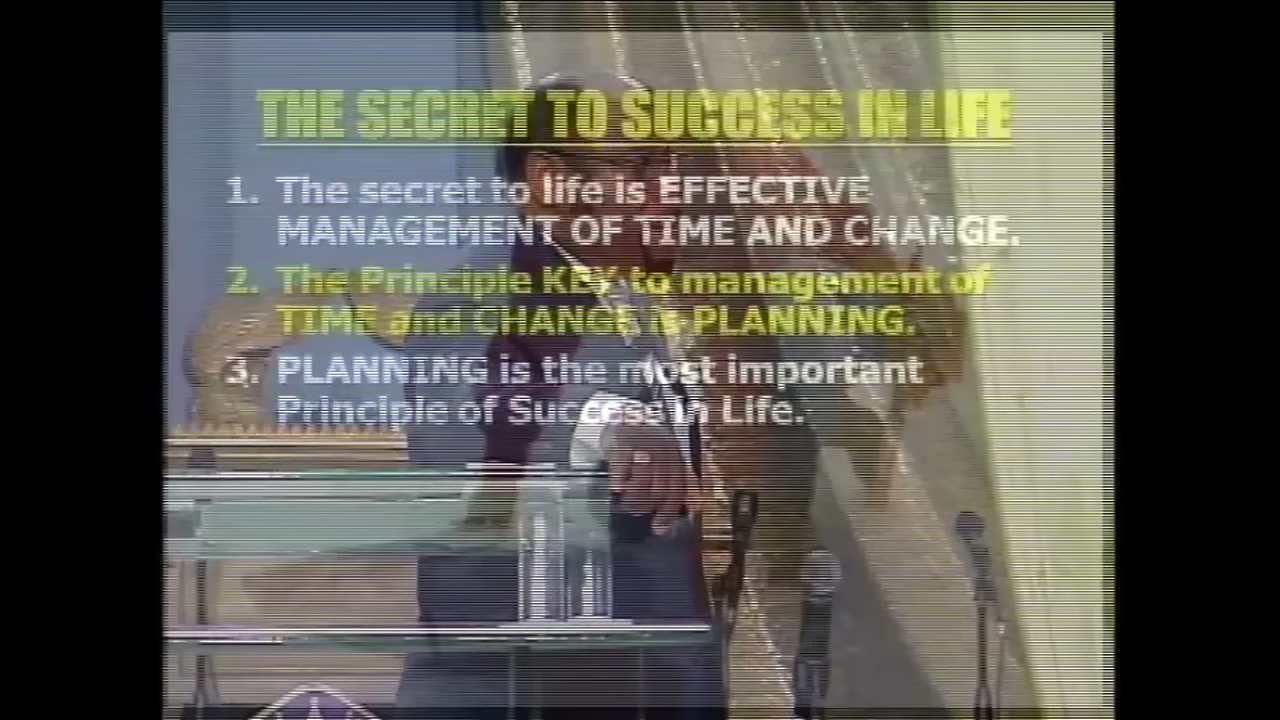 THE SECRET TO SUCCESS IN LIFE
1. The secret to life is EFFECTIVE
MANAGEMENT OF TIME AND CHANGE.
2. The Principle KEY to management of
TIME and CHANGE is PLANNING.
3. PLANNING is the most important
Principle of Success in Life.